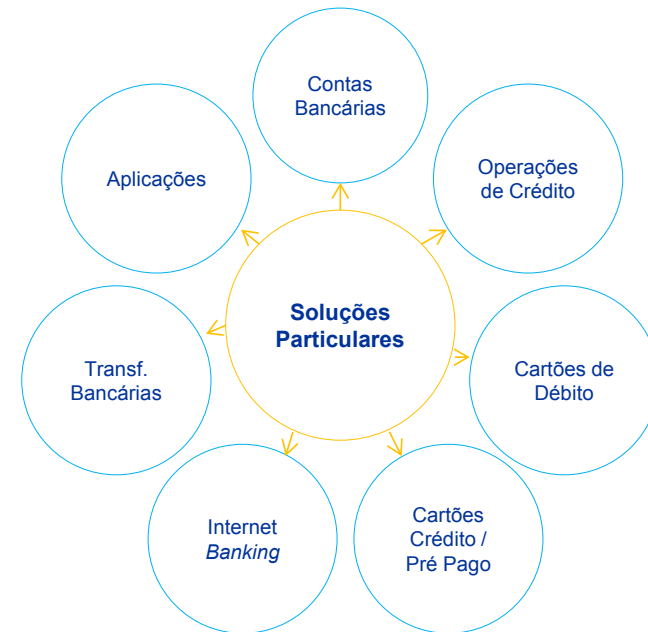 Contas
Bancárias
Operações
de Crédito
Cartões de
Débito
Cartões
Crédito /
Pré Pago
Internet
Banking
Transf.
Bancárias
Aplicações
Soluções
Particulares